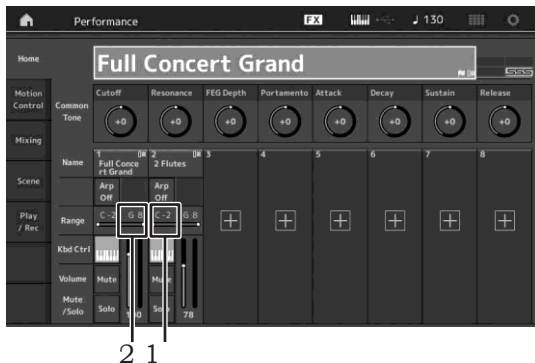 Performance
FX
130
Home
Full Concert Grand
Motion
Control
Common
Tone
Cutoff
Resonance
FEG Depth
Portamento
Attack
Decay
Sustain
Release
+0
+0
+0
+0
+0
+0
+0
+0
Mixing
Name
1
Full Conce
rt Grand
2
2 Flutes
3
4
5
6
7
8
Scene
Arp
Off
Arp
Off
Play
/ Rec
Range
C -2
G 8
C -2
G 8
+
+
+
+
+
+
Kbd Ctrl
Volume
Mute
Mute
Mute
/Solo
Solo
100
Solo
78
2 1